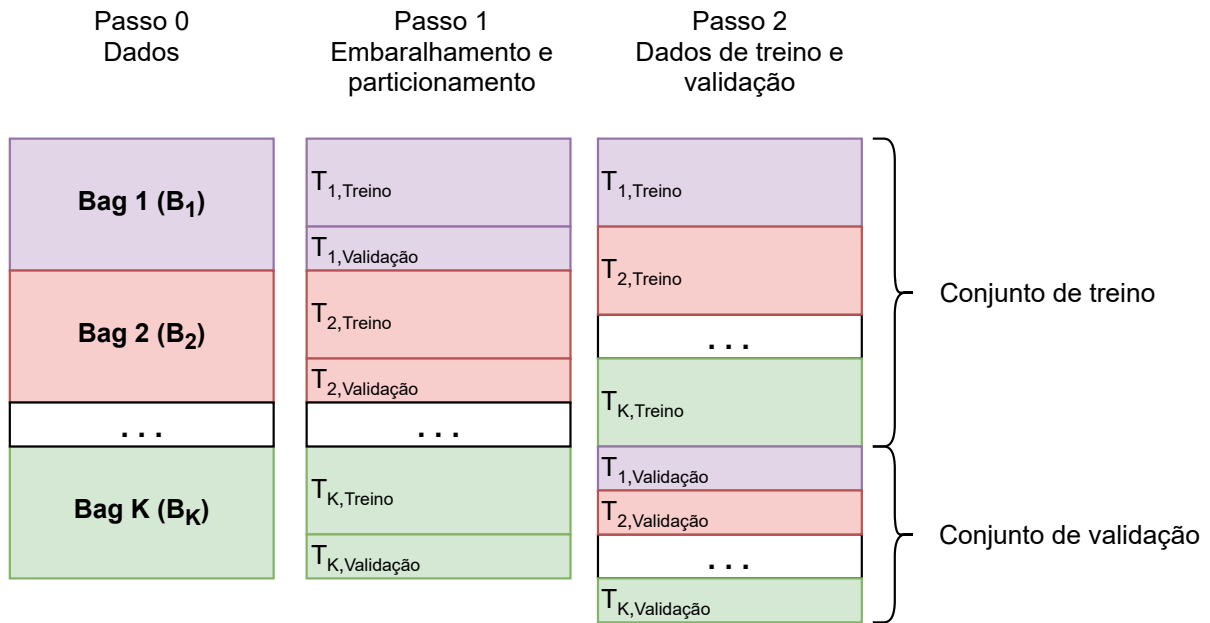 Passo 0
Dados
Passo 1
Embaralhamento e
particionamento
Passo 2
Dados de treino e
validação
Bag 1 (B1)
Bag 2 (B2)
. . .
Bag K (BK)
T1,Treino
T1,Validação
T2,Treino
T2,Validação
. . .
TK,Treino
TK,Validação
T1,Treino
T2,Treino
. . .
TK,Treino
T1,Validação
T2,Validação
. . .
TK,Validação
Conjunto de treino
Conjunto de validação